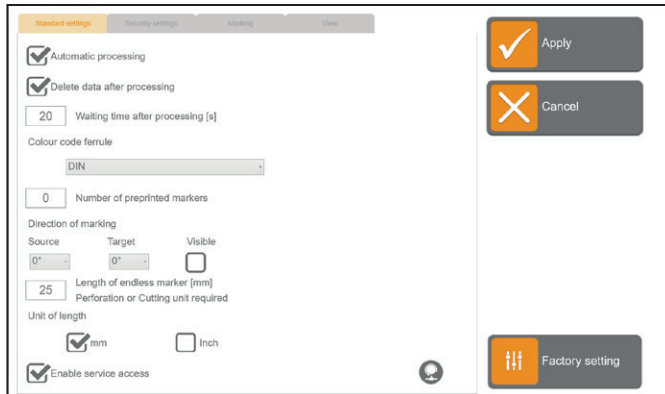 Standard settings Security settings Marking View
Automatic processing
Delete data after processing
20 Waiting time after processing [s]
Colour code ferrule
DIN
0 Number of preprinted markers
Direction of marking
Source Target Visible
0° 0°
25 Length of endless marker [mm]
Perforation or Cutting unit required
Unit of length
mm Inch
Enable service access
Apply
Cancel
Factory setting